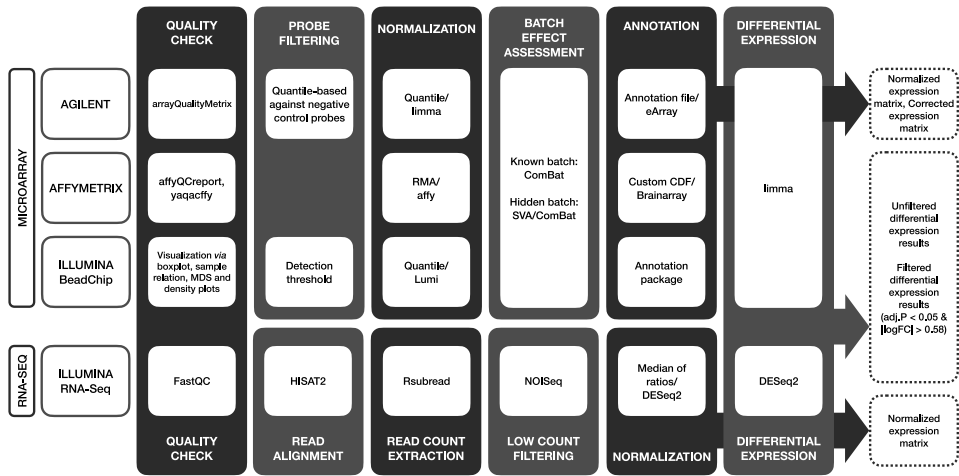 QUALITY
CHECK
PROBE
FILTERING
NORMALIZATION
BATCH
EFFECT
ASSESSMENT
ANNOTATION
DIFFERENTIAL
EXPRESSION
MICROARRAY
AGILENT
arrayQualityMetrix
Quantile-based
against negative
control probes
Quantile/
limma
Known batch:
ComBat
Hidden batch:
SVA/ComBat
Annotation file/
eArray
limma
Normalized
expression
matrix, Corrected
expression
matrix
AFFYMETRIX
affyQCreport,
yaqacffy
RMA/
affy
Custom CDF/
Brainarray
Unfiltered
differential
expression
results
Filtered
differential
expression
results
(adj.P < 0.05 &
|logFC| > 0.58)
ILLUMINA
BeadChip
Visualization via
boxplot, sample
relation, MDS and
density plots
Detection
threshold
Quantile/
Lumi
Annotation
package
RNA-SEQ
ILLUMINA
RNA-Seq
FastQC
HISAT2
Rsubread
NOISeq
Median of
ratios/
DESeq2
DESeq2
Normalized
expression
matrix
QUALITY
CHECK
READ
ALIGNMENT
READ COUNT
EXTRACTION
LOW COUNT
FILTERING
NORMALIZATION
DIFFERENTIAL
EXPRESSION